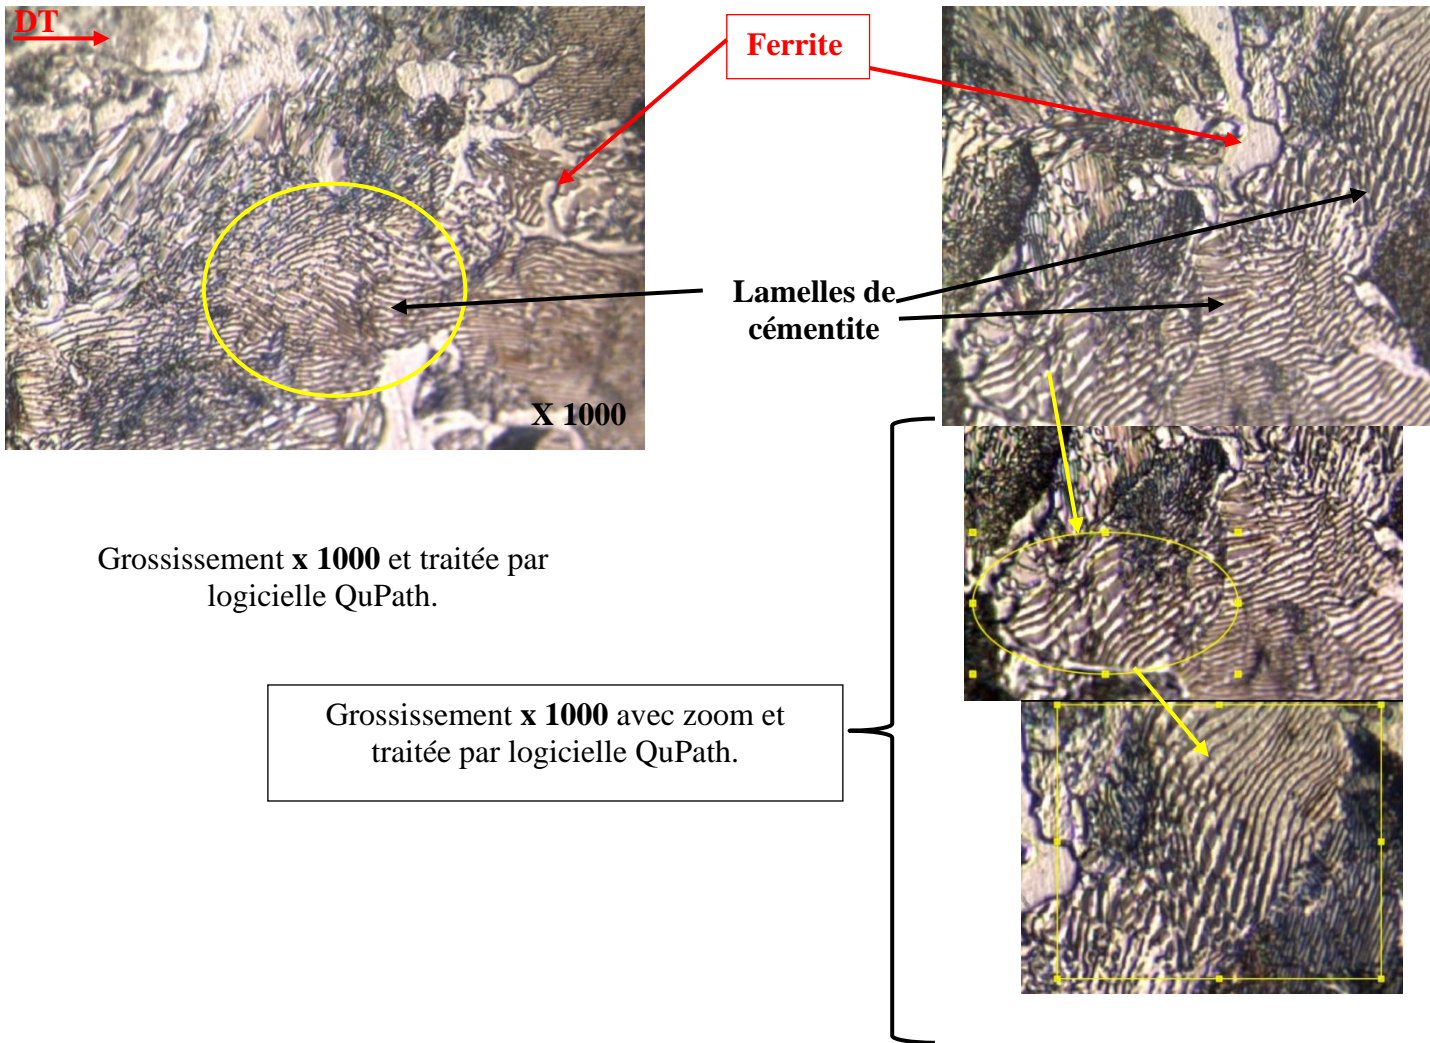 DT
Ferrite
Lamelles de
cémentite
X 1000
Grossissement x 1000 et traitée par
logicielle QuPath.
Grossissement x 1000 avec zoom et
traitée par logicielle QuPath.